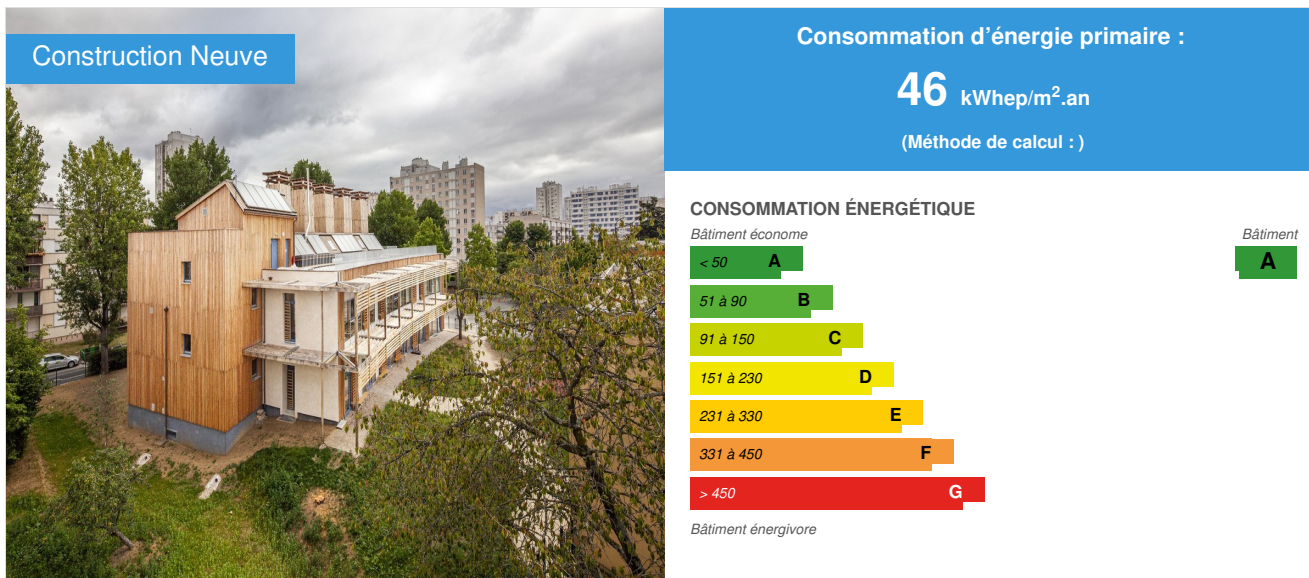 Construction Neuve
Consommation d'énergie primaire :
46 kWhep/m².an
(Méthode de calcul : )
CONSOMMATION ÉNERGÉTIQUE
Bâtiment économe
Bâtiment
< 50 A
A
51 à 90 B
91 à 150 C
151 à 230 D
231 à 330 E
331 à 450 F
> 450 G
Bâtiment énergivore